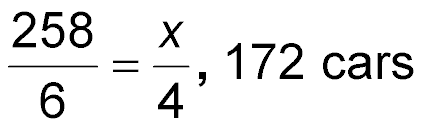 258/6 = x/4, 172 cars